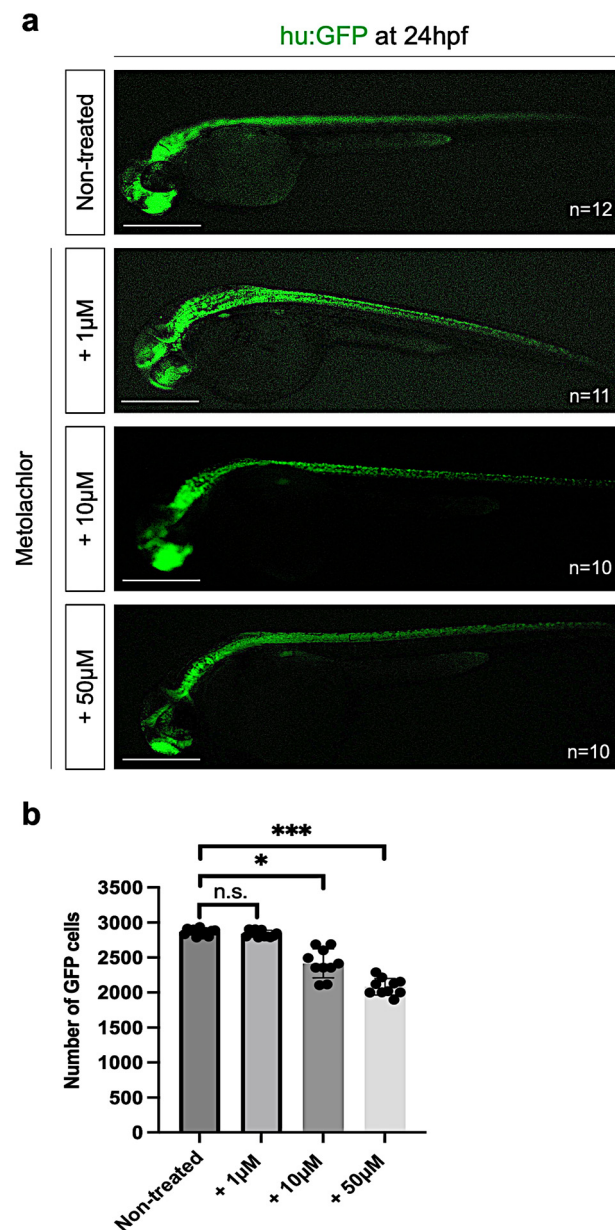 a
hu:GFP at 24hpf
Non-treated
n=12
Metolachlor
+ 1µM
n=11
+ 10µM
n=10
+ 50µM
n=10
b
***
*
n.s.
Number of GFP cells
3500
3000
2500
2000
1500
1000
500
0
Non-treated
+ 1µM
+ 10µM
+ 50µM